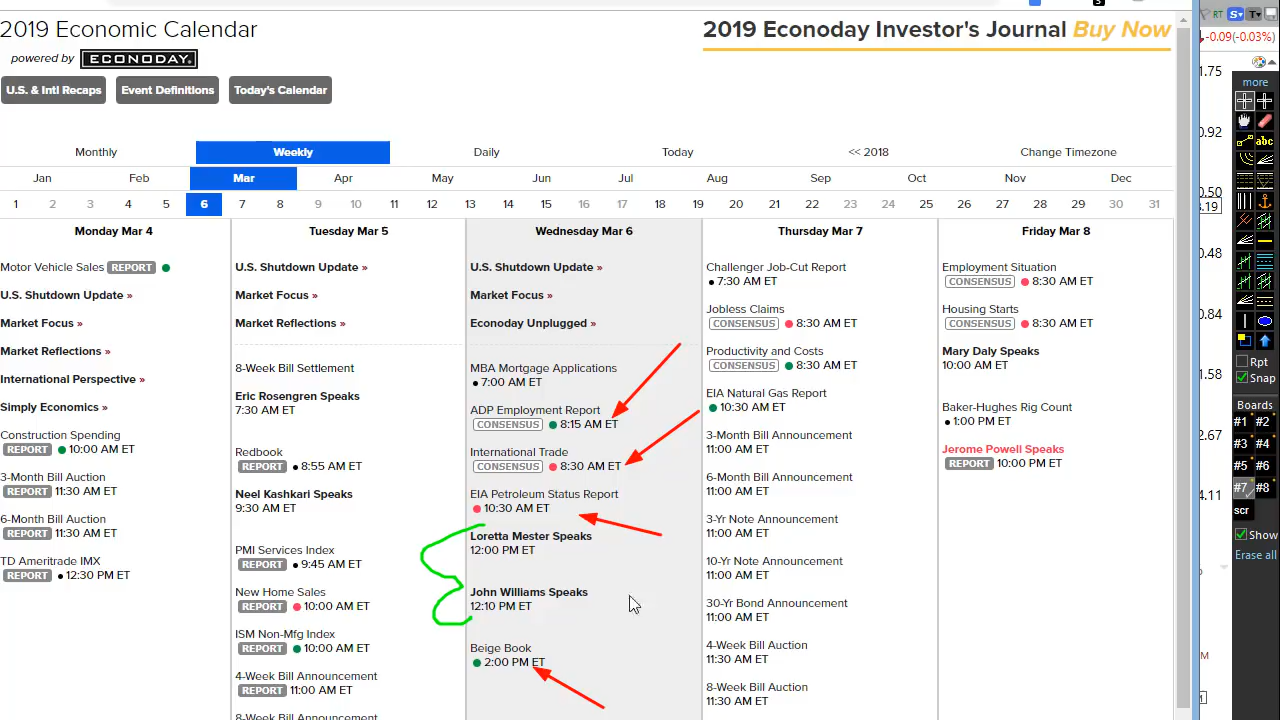 2019 Economic Calendar
2019 Econoday Investor's Journal Buy Now
powered by ECONODAY.
U.S. & Intl Recaps Event Definitions Today's Calendar
Monthly Weekly Daily Today << 2018 Change Timezone
Jan Feb Mar Apr May Jun Jul Aug Sep Oct Nov Dec
1 2 3 4 5 6 7 8 9 10 11 12 13 14 15 16 17 18 19 20 21 22 23 24 25 26 27 28 29 30 31
Monday Mar 4
Motor Vehicle Sales REPORT
U.S. Shutdown Update »
Market Focus »
Market Reflections »
International Perspective »
Simply Economics »
Construction Spending
REPORT 10:00 AM ET
3-Month Bill Auction
REPORT 11:30 AM ET
6-Month Bill Auction
REPORT 11:30 AM ET
TD Ameritrade IMX
REPORT 12:30 PM ET
Tuesday Mar 5
U.S. Shutdown Update »
Market Focus »
Market Reflections »
8-Week Bill Settlement
Eric Rosengren Speaks
7:30 AM ET
Redbook
REPORT 8:55 AM ET
Neel Kashkari Speaks
9:30 AM ET
PMI Services Index
REPORT 9:45 AM ET
New Home Sales
REPORT 10:00 AM ET
ISM Non-Mfg Index
REPORT 10:00 AM ET
4-Week Bill Announcement
REPORT 11:00 AM ET
8-Week Bill Announcement
Wednesday Mar 6
U.S. Shutdown Update »
Market Focus »
Econoday Unplugged »
MBA Mortgage Applications
7:00 AM ET
ADP Employment Report
CONSENSUS 8:15 AM ET
International Trade
CONSENSUS 8:30 AM ET
EIA Petroleum Status Report
10:30 AM ET
Loretta Mester Speaks
12:00 PM ET
John Williams Speaks
12:10 PM ET
Beige Book
2:00 PM ET
Thursday Mar 7
Challenger Job-Cut Report
7:30 AM ET
Jobless Claims
CONSENSUS 8:30 AM ET
Productivity and Costs
CONSENSUS 8:30 AM ET
EIA Natural Gas Report
10:30 AM ET
3-Month Bill Announcement
11:00 AM ET
6-Month Bill Announcement
11:00 AM ET
3-Yr Note Announcement
11:00 AM ET
10-Yr Note Announcement
11:00 AM ET
30-Yr Bond Announcement
11:00 AM ET
4-Week Bill Auction
11:30 AM ET
8-Week Bill Auction
11:30 AM ET
Friday Mar 8
Employment Situation
CONSENSUS 8:30 AM ET
Housing Starts
CONSENSUS 8:30 AM ET
Mary Daly Speaks
10:00 AM ET
Baker-Hughes Rig Count
1:00 PM ET
Jerome Powell Speaks
REPORT 10:00 PM ET
RT S T
-0.09(-0.03%)
more
abc
Rpt
Snap
Boards
#1 #2
#3 #4
#5 #6
#7 #8
scr
Show
Erase all